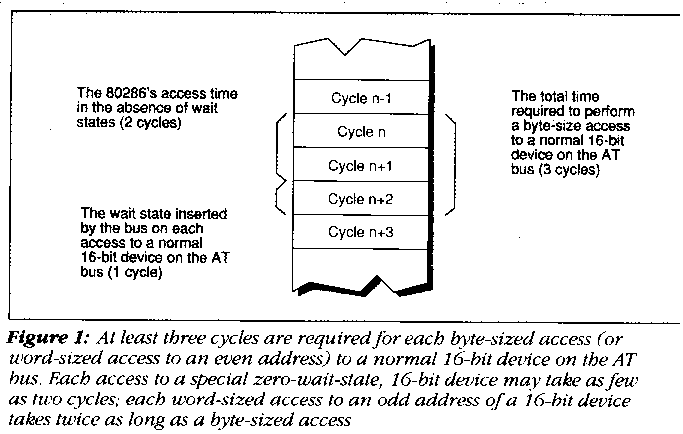 The 80286's access time
in the absence of wait
states (2 cycles)
The wait state inserted
by the bus on each
access to a normal
16-bit device on the AT
bus (1 cycle)
Cycle n-1
Cycle n
Cycle n+1
Cycle n+2
Cycle n+3
The total time
required to perform
a byte-size access
to a normal 16-bit
device on the AT
bus (3 cycles)
Figure 1: At least three cycles are required for each byte-sized access (or
word-sized access to an even address) to a normal 16-bit device on the AT
bus. Each access to a special zero-wait-state, 16-bit device may take as few
as two cycles; each word-sized access to an odd address of a 16-bit device
takes twice as long as a byte-sized access